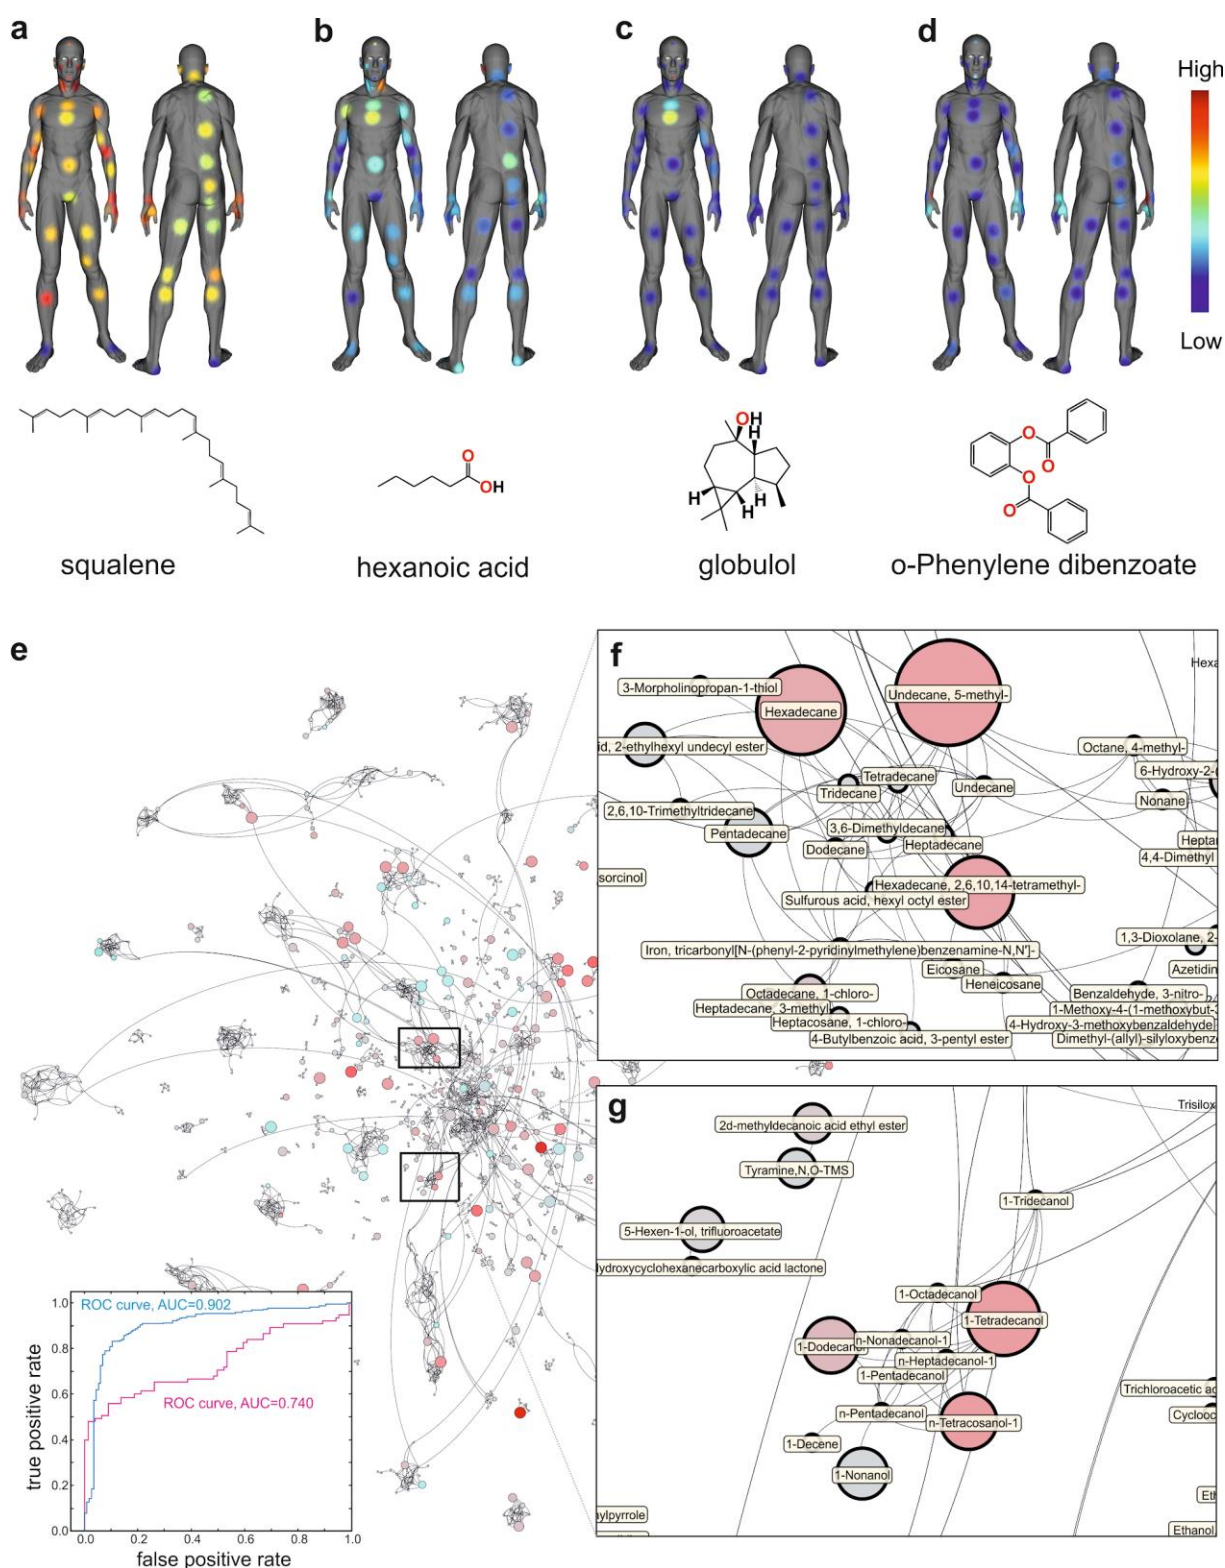 a
b
c
d
High
Low
OH
H
H
H
H
O
OH
O
O
O
O
squalene
hexanoic acid
globulol
o-Phenylene dibenzoate
e
ROC curve, AUC=0.902
ROC curve, AUC=0.740
true positive rate
1.0
0.8
0.6
0.4
0.2
0.0
0.0
0.2
0.4
0.6
0.8
1.0
false positive rate
f
Hexa
3-Morpholinopropan-1-thiol
Undecane, 5-methyl-
Hexadecane
id, 2-ethylhexyl undecyl ester
Octane, 4-methyl-
6-Hydroxy-2-(
Tetradecane
Tridecane
Undecane
Nonane
2,6,10-Trimethyltridecane
Pentadecane
3,6-Dimethyldecane
Dodecane
Heptadecane
Heptan
4,4-Dimethyl
sorcinol
Hexadecane, 2,6,10,14-tetramethyl-
Sulfurous acid, hexyl octyl ester
1,3-Dioxolane, 2-
Iron, tricarbonyl[N-(phenyl-2-pyridinylmethylene)benzenamine-N,N']-
Eicosane
Azetidin
Heneicosane
Octadecane, 1-chloro-
Benzaldehyde, 3-nitro-
Heptadecane, 3-methyl
1-Methoxy-4-(1-methoxybut-3
Heptacosane, 1-chloro-
4-Hydroxy-3-methoxybenzaldehyde
4-Butylbenzoic acid, 3-pentyl ester
Dimethyl-(allyl)-silyloxybenz
g
Trisilox
2d-methyldecanoic acid ethyl ester
Tyramine,N,O-TMS
1-Tridecanol
5-Hexen-1-ol, trifluoroacetate
ydroxycyclohexanecarboxylic acid lactone
1-Octadecanol
1-Tetradecanol
n-Nonadecanol-1
1-Dodecanol
n-Heptadecanol-1
1-Pentadecanol
Trichloroacetic ac
n-Pentadecanol
n-Tetracosanol-1
Cyclooc
1-Decene
1-Nonanol
Eth
ylpyrrole
Ethanol,